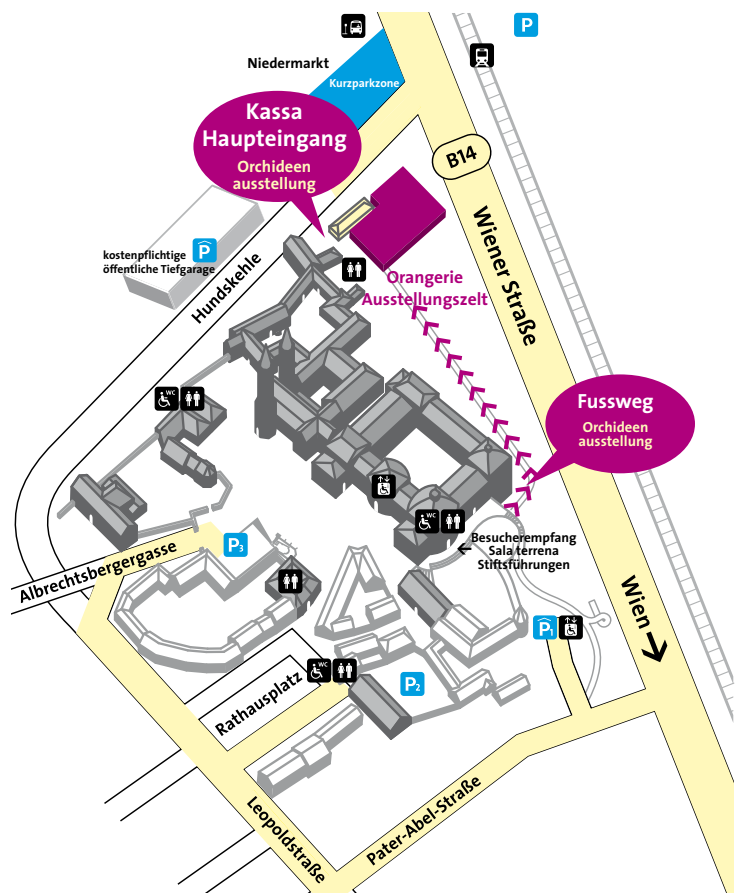 P
Niedermarkt
Kurzparkzone
Kassa
Haupteingang
Orchideen
ausstellung
B14
Wiener Straße
kostenpflichtige
öffentliche Tiefgarage
P
Hundskehle
Orangerie
Ausstellungszelt
WC
Fussweg
Orchideen
ausstellung
WC
Besucherempfang
Sala terrena
Stiftsführungen
Albrechtsbergergasse
P3
Wien
P1
WC
P2
Rathausplatz
Leopoldstraße
Pater-Abel-Straße